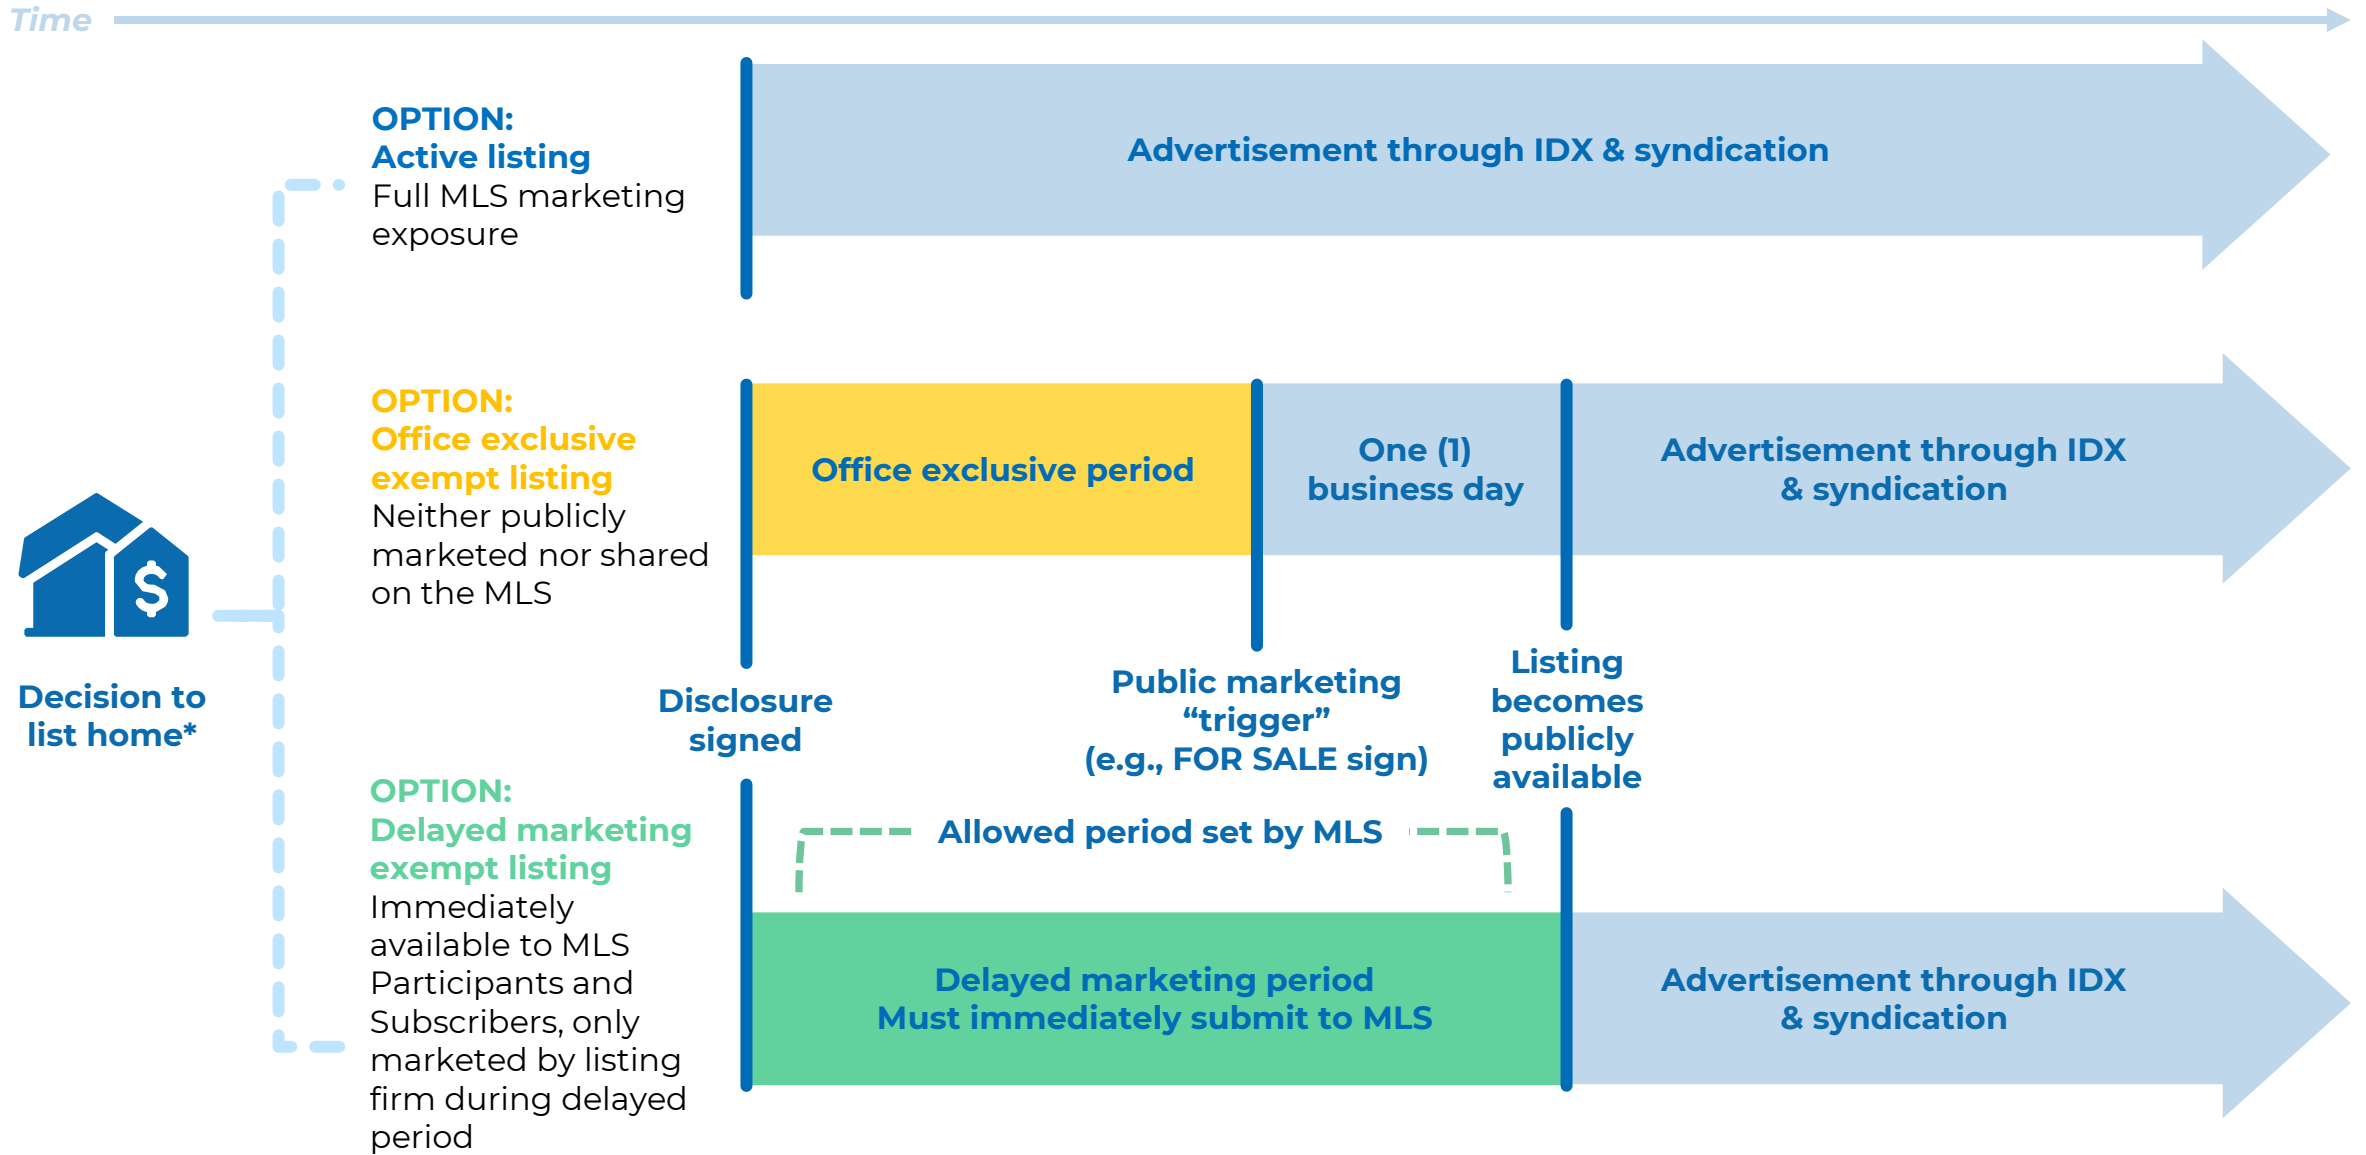 Time
OPTION:
Active listing
Full MLS marketing
exposure
Advertisement through IDX & syndication
OPTION:
Office exclusive
exempt listing
Neither publicly
marketed nor shared
on the MLS
Office exclusive period
One (1)
business day
Advertisement through IDX
& syndication
$
Decision to
list home*
Disclosure
signed
Public marketing
“trigger”
(e.g., FOR SALE sign)
Listing
becomes
publicly
available
OPTION:
Delayed marketing
exempt listing
Immediately
available to MLS
Participants and
Subscribers, only
marketed by listing
firm during delayed
period
Allowed period set by MLS
Delayed marketing period
Must immediately submit to MLS
Advertisement through IDX
& syndication